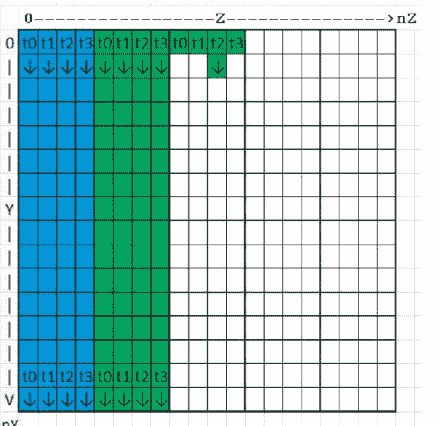 0——————Z——————>nZ
0 t0 t1 t2 t3 t0 t1 t2 t3 t0 t1 t2 t3
| ↓ ↓ ↓ ↓ ↓ ↓ ↓ ↓ ↓
|
|
|
|
|
Y
|
|
|
|
|
|
| t0 t1 t2 t3 t0 t1 t2 t3
V ↓ ↓ ↓ ↓ ↓ ↓ ↓ ↓
nY